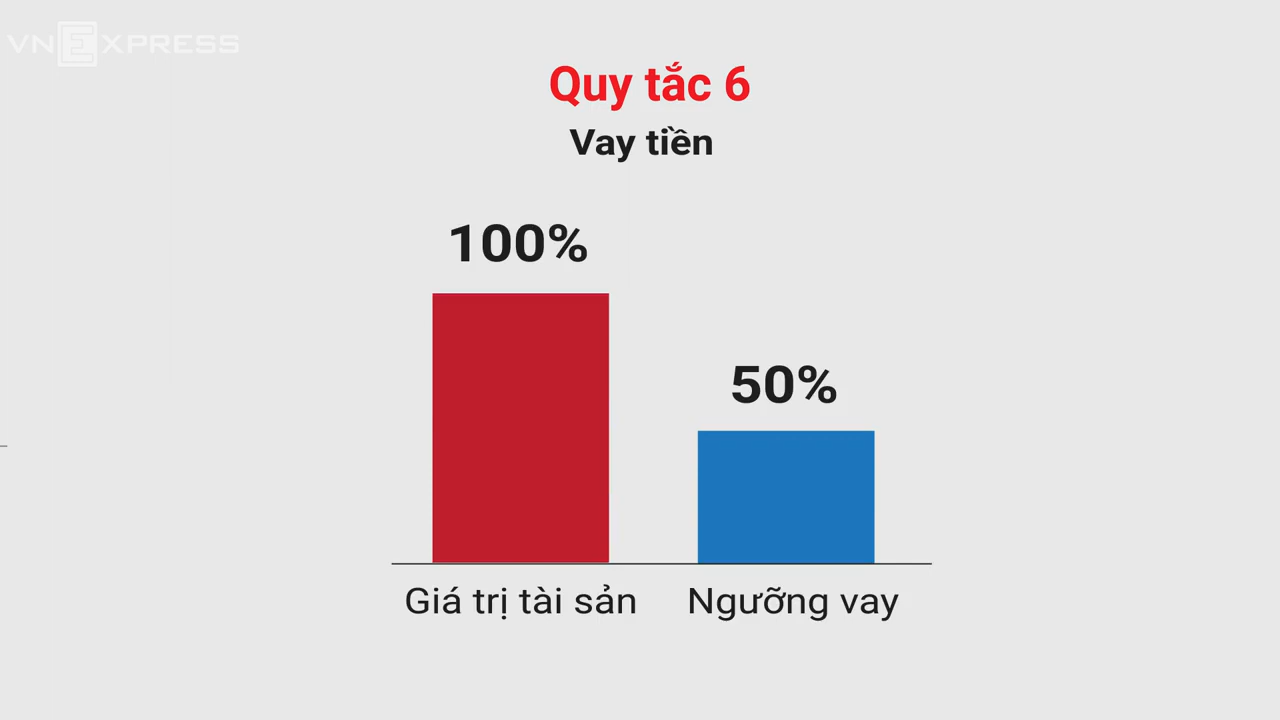 VNEXPRESS
Quy tắc 6
Vay tiền
100%
50%
Giá trị tài sản
Ngưỡng vay